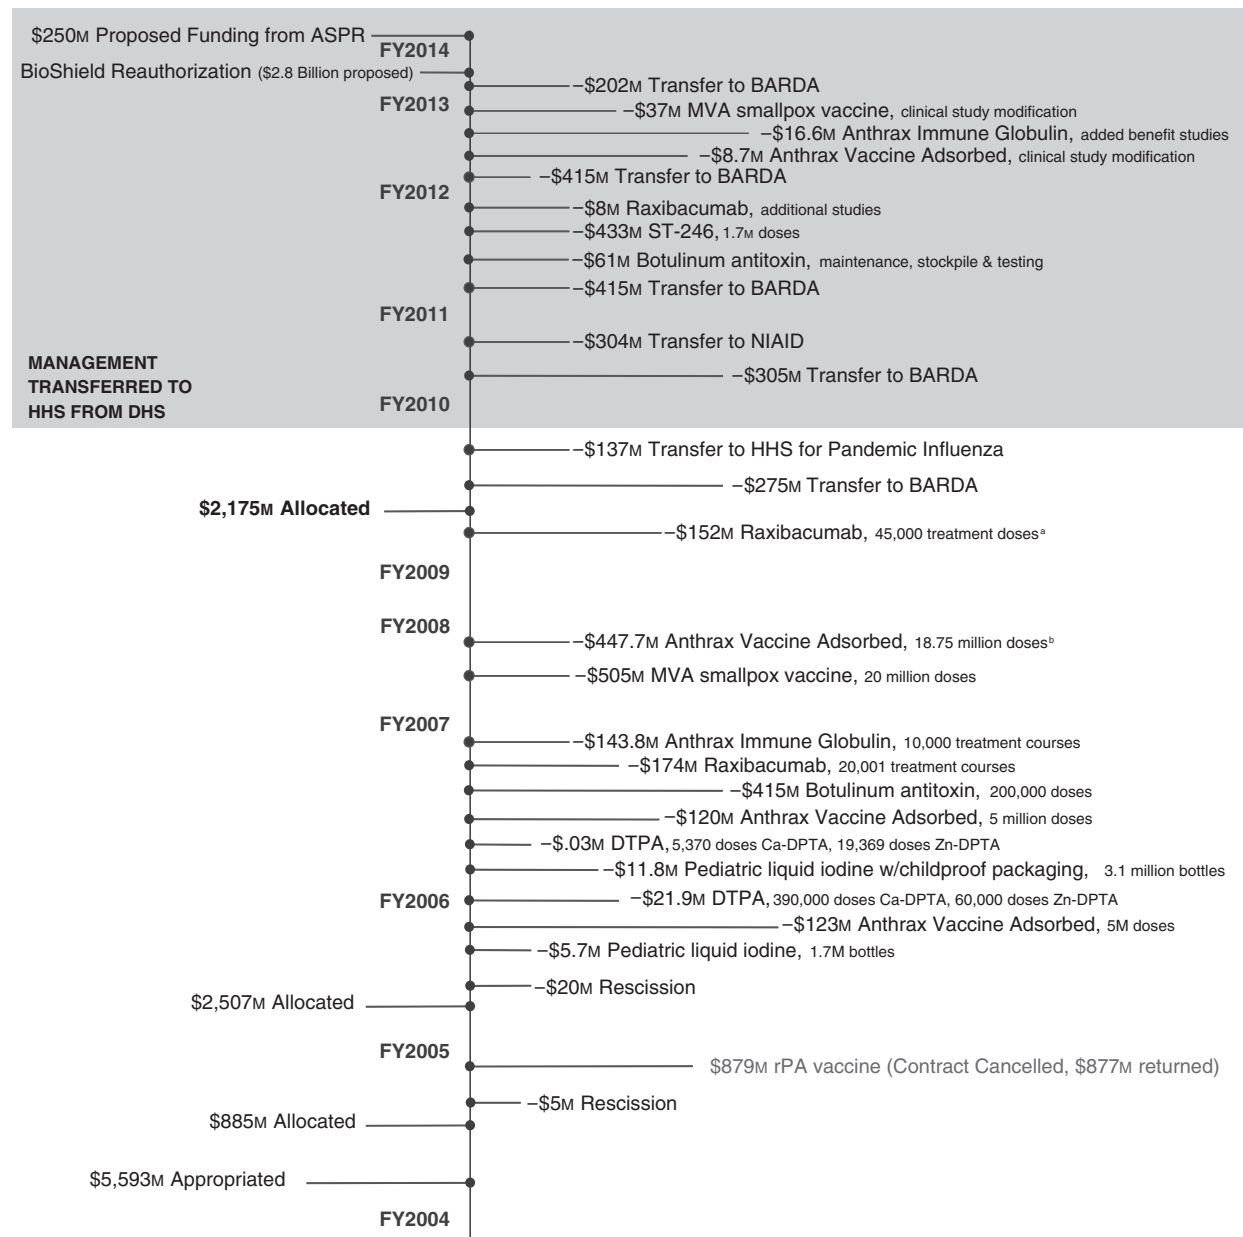 $250M Proposed Funding from ASPR
FY2014
BioShield Reauthorization ($2.8 Billion proposed)
–$202M Transfer to BARDA
FY2013
–$37M MVA smallpox vaccine, clinical study modification
–$16.6M Anthrax Immune Globulin, added benefit studies
–$8.7M Anthrax Vaccine Adsorbed, clinical study modification
–$415M Transfer to BARDA
FY2012
–$8M Raxibacumab, additional studies
–$433M ST-246, 1.7M doses
–$61M Botulinum antitoxin, maintenance, stockpile & testing
–$415M Transfer to BARDA
FY2011
–$304M Transfer to NIAID
MANAGEMENT
TRANSFERRED TO
HHS FROM DHS
–$305M Transfer to BARDA
FY2010
–$137M Transfer to HHS for Pandemic Influenza
–$275M Transfer to BARDA
$2,175M Allocated
–$152M Raxibacumab, 45,000 treatment doses a
FY2009
FY2008
–$447.7M Anthrax Vaccine Adsorbed, 18.75 million doses b
–$505M MVA smallpox vaccine, 20 million doses
FY2007
–$143.8M Anthrax Immune Globulin, 10,000 treatment courses
–$174M Raxibacumab, 20,001 treatment courses
–$415M Botulinum antitoxin, 200,000 doses
–$120M Anthrax Vaccine Adsorbed, 5 million doses
–$.03M DTPA, 5,370 doses Ca-DPTA, 19,369 doses Zn-DPTA
–$11.8M Pediatric liquid iodine w/childproof packaging, 3.1 million bottles
FY2006
–$21.9M DTPA, 390,000 doses Ca-DPTA, 60,000 doses Zn-DPTA
–$123M Anthrax Vaccine Adsorbed, 5M doses
–$5.7M Pediatric liquid iodine, 1.7M bottles
–$20M Rescission
$2,507M Allocated
FY2005
$879M rPA vaccine (Contract Cancelled, $877M returned)
–$5M Rescission
$885M Allocated
$5,593M Appropriated
FY2004